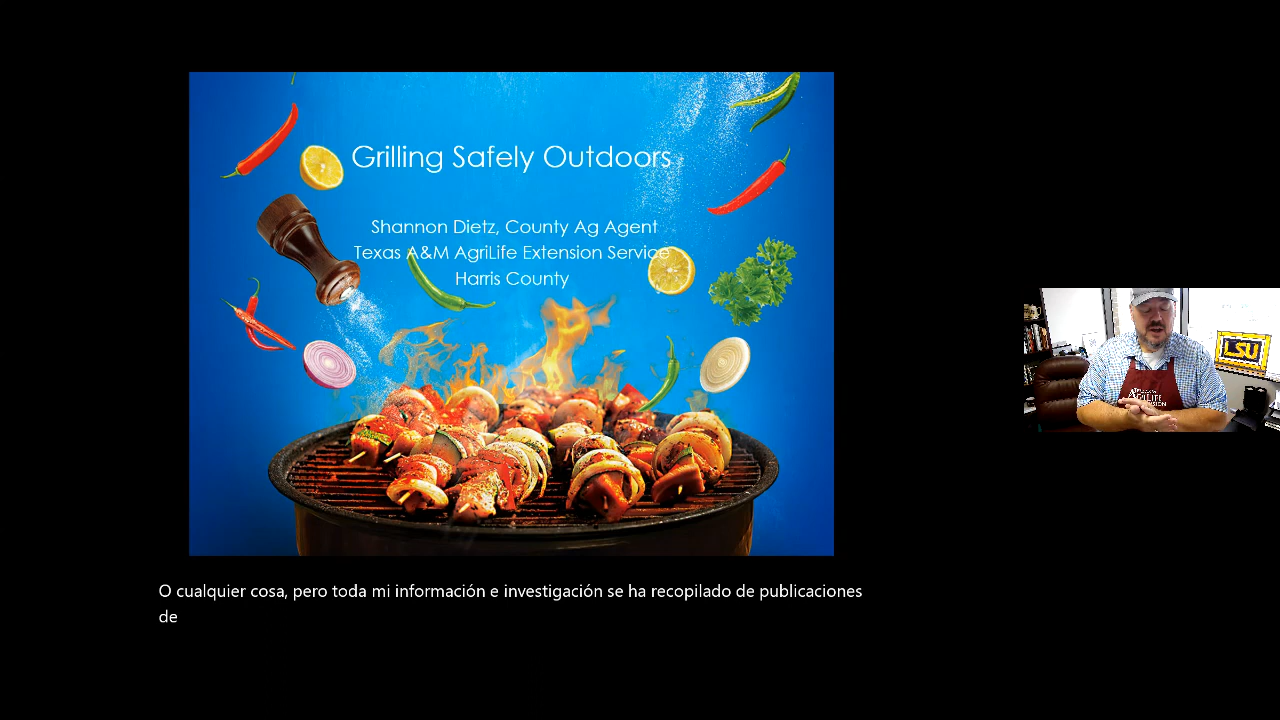 Grilling Safely Outdoors
Shannon Dietz, County Ag Agent
Texas A&M AgriLife Extension Service
Harris County
LSU
AGRILIFE
O cualquier cosa, pero toda mi información e investigación se ha recopilado de publicaciones
de